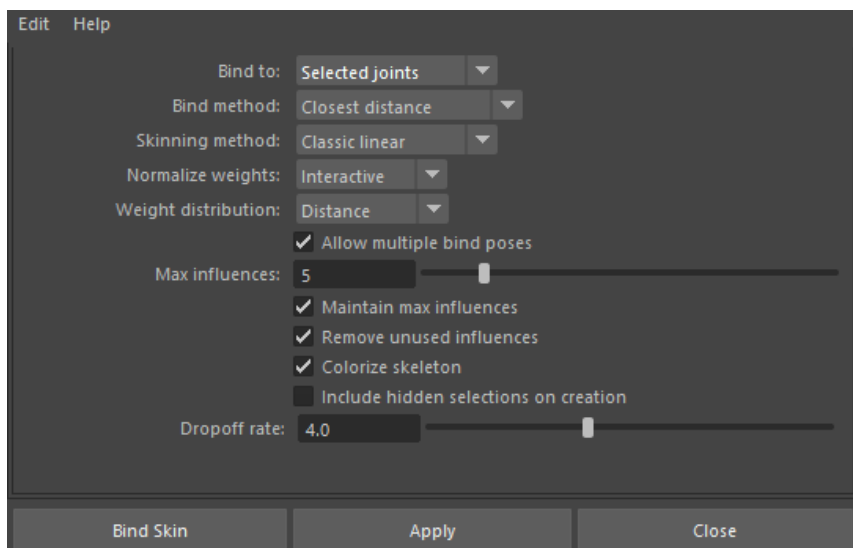 Edit Help
Bind to: Selected joints
Bind method: Closest distance
Skinning method: Classic linear
Normalize weights: Interactive
Weight distribution: Distance
Allow multiple bind poses
Max influences: 5
Maintain max influences
Remove unused influences
Colorize skeleton
Include hidden selections on creation
Dropoff rate: 4.0
Bind Skin Apply Close